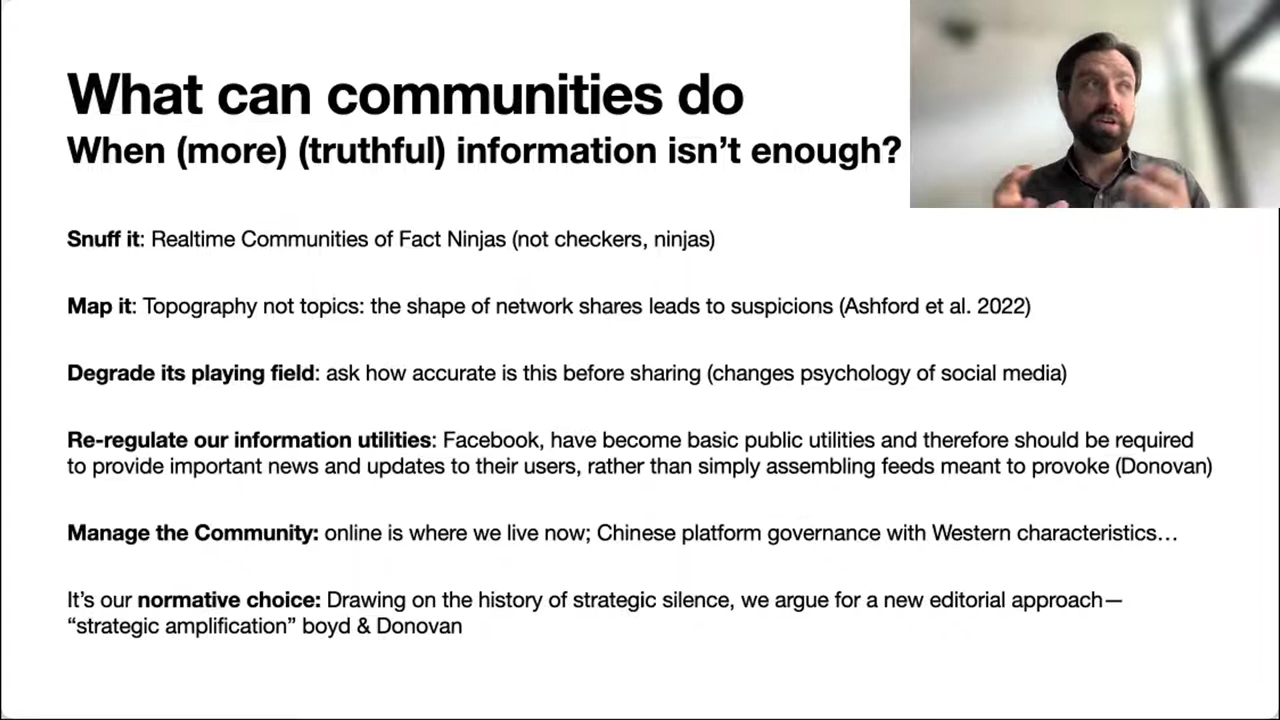 What can communities do
When (more) (truthful) information isn’t enough?
Snuff it: Realtime Communities of Fact Ninjas (not checkers, ninjas)
Map it: Topography not topics: the shape of network shares leads to suspicions (Ashford et al. 2022)
Degrade its playing field: ask how accurate is this before sharing (changes psychology of social media)
Re-regulate our information utilities: Facebook, have become basic public utilities and therefore should be required
to provide important news and updates to their users, rather than simply assembling feeds meant to provoke (Donovan)
Manage the Community: online is where we live now; Chinese platform governance with Western characteristics…
It’s our normative choice: Drawing on the history of strategic silence, we argue for a new editorial approach—
“strategic amplification” boyd & Donovan